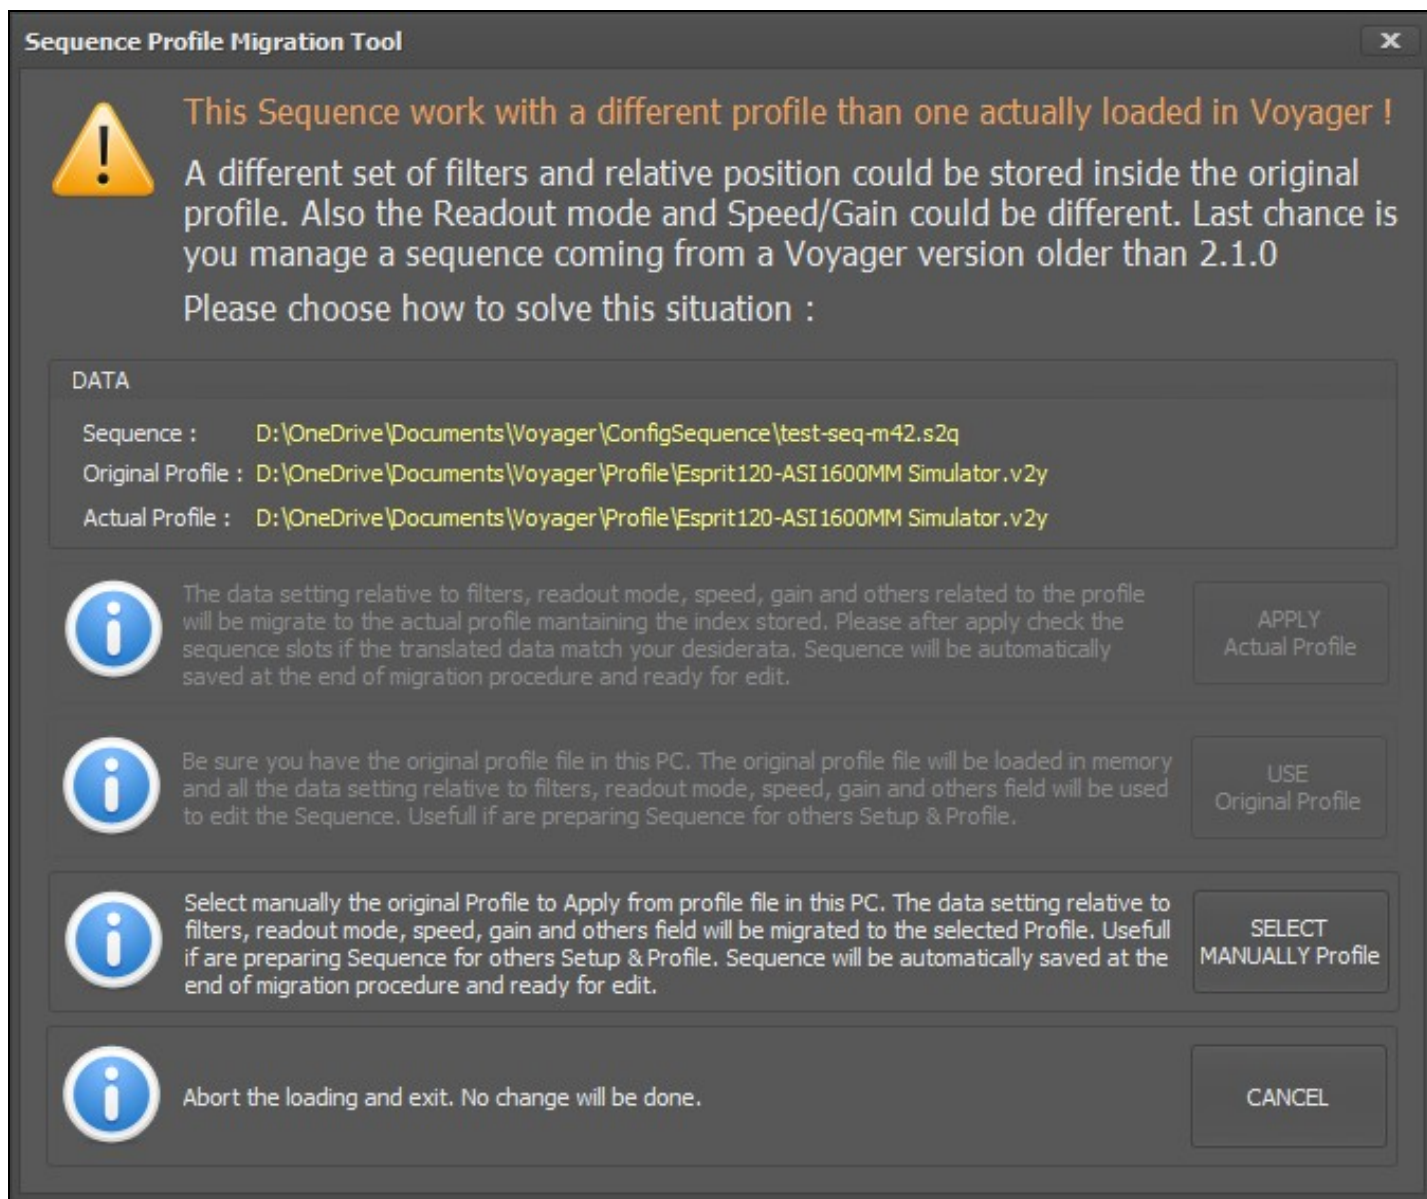 Sequence Profile Migration Tool
This Sequence work with a different profile than one actually loaded in Voyager !
A different set of filters and relative position could be stored inside the original
profile. Also the Readout mode and Speed/Gain could be different. Last chance is
you manage a sequence coming from a Voyager version older than 2.1.0
Please choose how to solve this situation :
DATA
Sequence : D:\OneDrive\Documents\Voyager\ConfigSequence\test-seq-m42.s2q
Original Profile : D:\OneDrive\Documents\Voyager\Profile\Esprit120-ASI1600MM Simulator.v2y
Actual Profile : D:\OneDrive\Documents\Voyager\Profile\Esprit120-ASI1600MM Simulator.v2y
The data setting relative to filters, readout mode, speed, gain and others related to the profile
will be migrate to the actual profile mantaining the index stored. Please after apply check the
sequence slots if the translated data match your desiderata. Sequence will be automatically
saved at the end of migration procedure and ready for edit.
APPLY
Actual Profile
Be sure you have the original profile file in this PC. The original profile file will be loaded in memory
and all the data setting relative to filters, readout mode, speed, gain and others field will be used
to edit the Sequence. Usefull if are preparing Sequence for others Setup & Profile.
USE
Original Profile
Select manually the original Profile to Apply from profile file in this PC. The data setting relative to
filters, readout mode, speed, gain and others field will be migrated to the selected Profile. Usefull
if are preparing Sequence for others Setup & Profile. Sequence will be automatically saved at the
end of migration procedure and ready for edit.
SELECT
MANUALLY Profile
Abort the loading and exit. No change will be done.
CANCEL